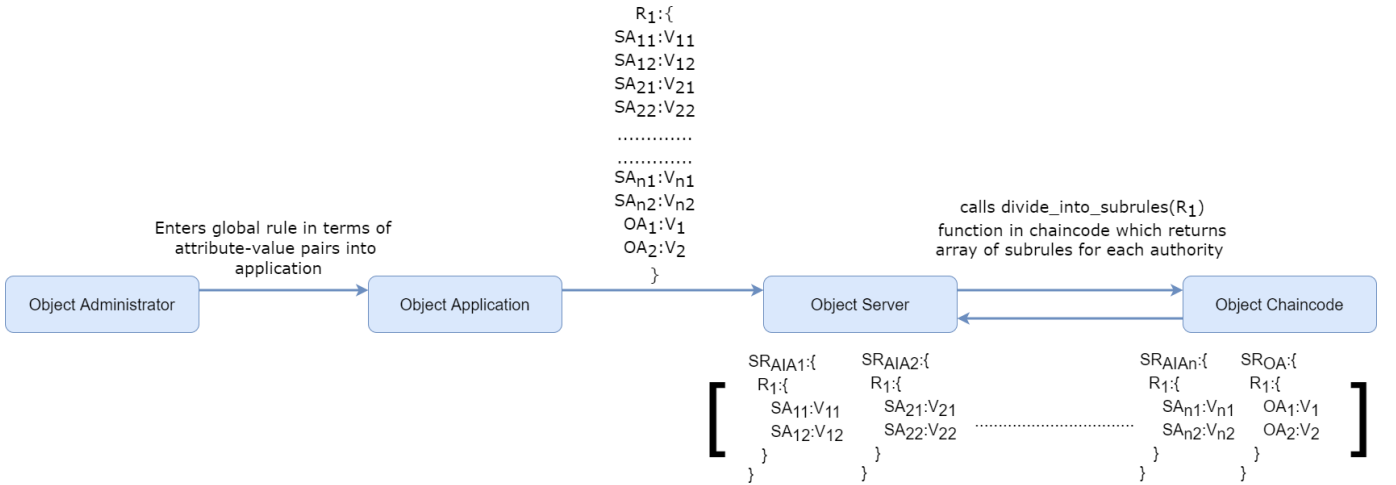 R1:{
SA11:V11
SA12:V12
SA21:V21
SA22:V22
.............
.............
SAn1:Vn1
SAn2:Vn2
OA1:V1
OA2:V2
}
Enters global rule in terms of
attribute-value pairs into
application
calls divide_into_subrules(R1)
function in chaincode which returns
array of subrules for each authority
Object Administrator
Object Application
Object Server
Object Chaincode
[
SRAIA1:{
R1:{
SA11:V11
SA12:V12
}
}
SRAIA2:{
R1:{
SA21:V21
SA22:V22
}
}
.................................
SRAIAn:{
R1:{
SAn1:Vn1
SAn2:Vn2
}
}
SROA:{
R1:{
OA1:V1
OA2:V2
}
}
]